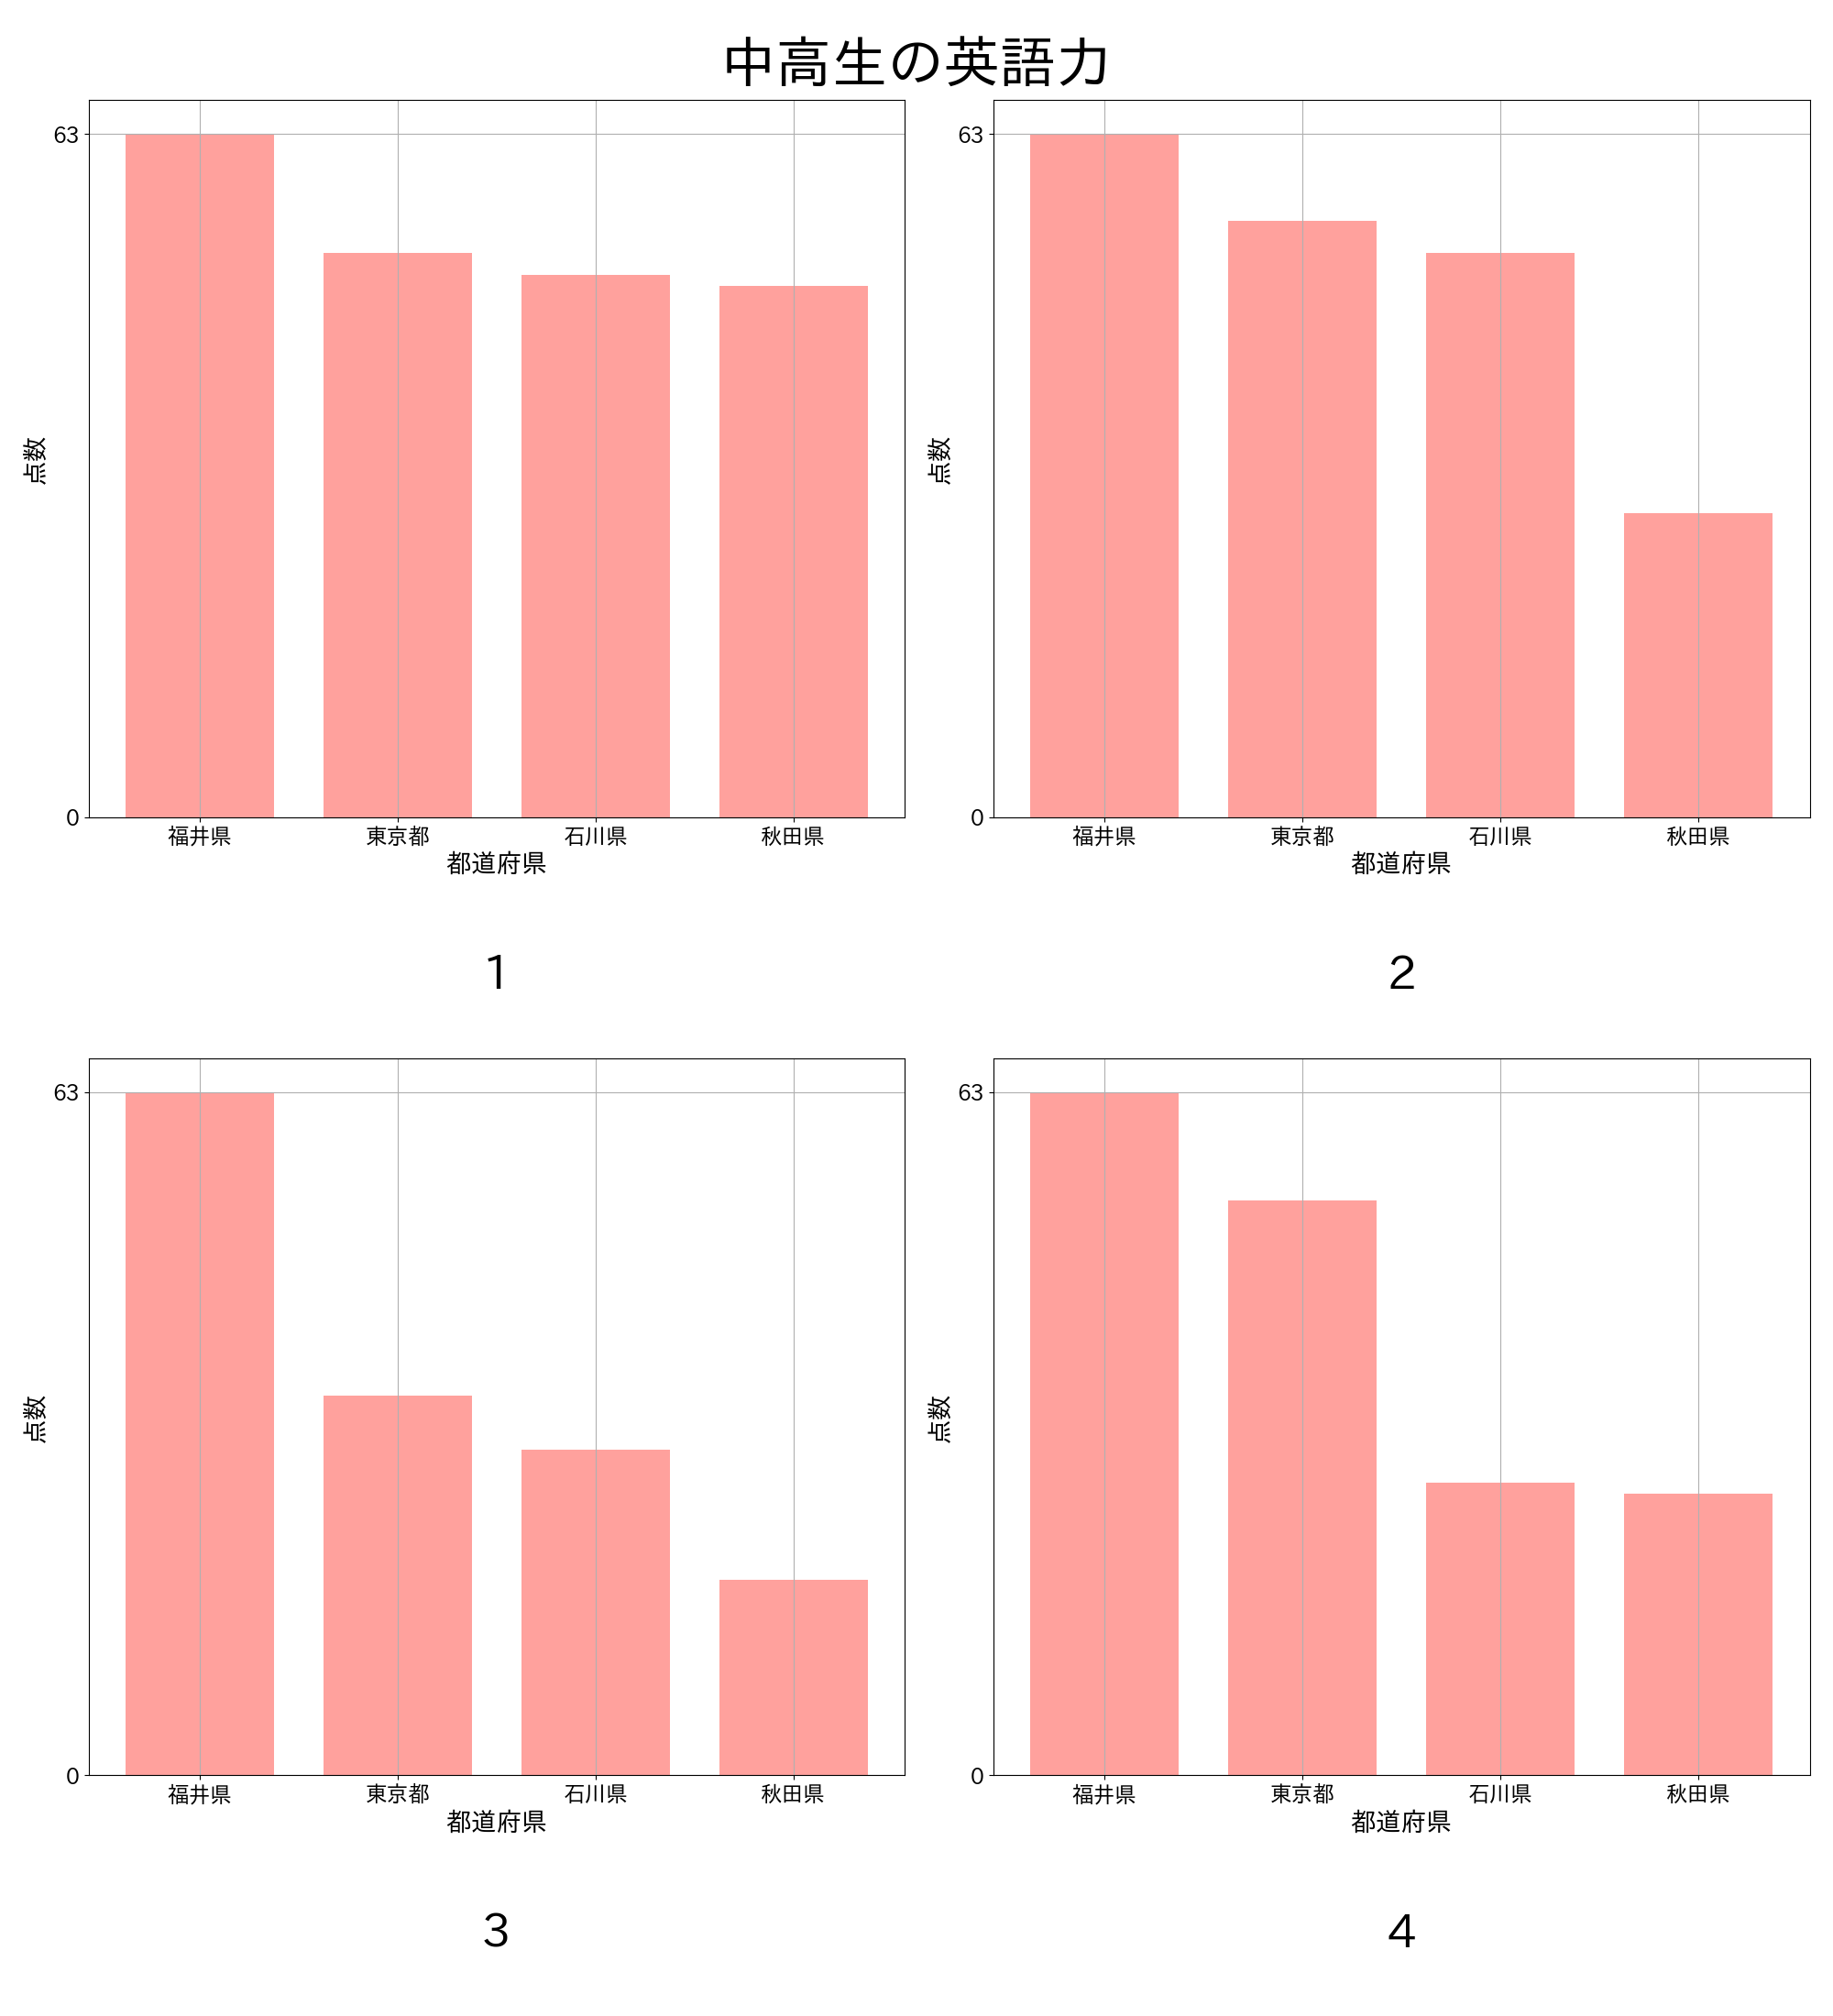 中高生の英語力
63
点数
0
福井県 東京都 石川県 秋田県
都道府県
1
63
点数
0
福井県 東京都 石川県 秋田県
都道府県
2
63
点数
0
福井県 東京都 石川県 秋田県
都道府県
3
63
点数
0
福井県 東京都 石川県 秋田県
都道府県
4